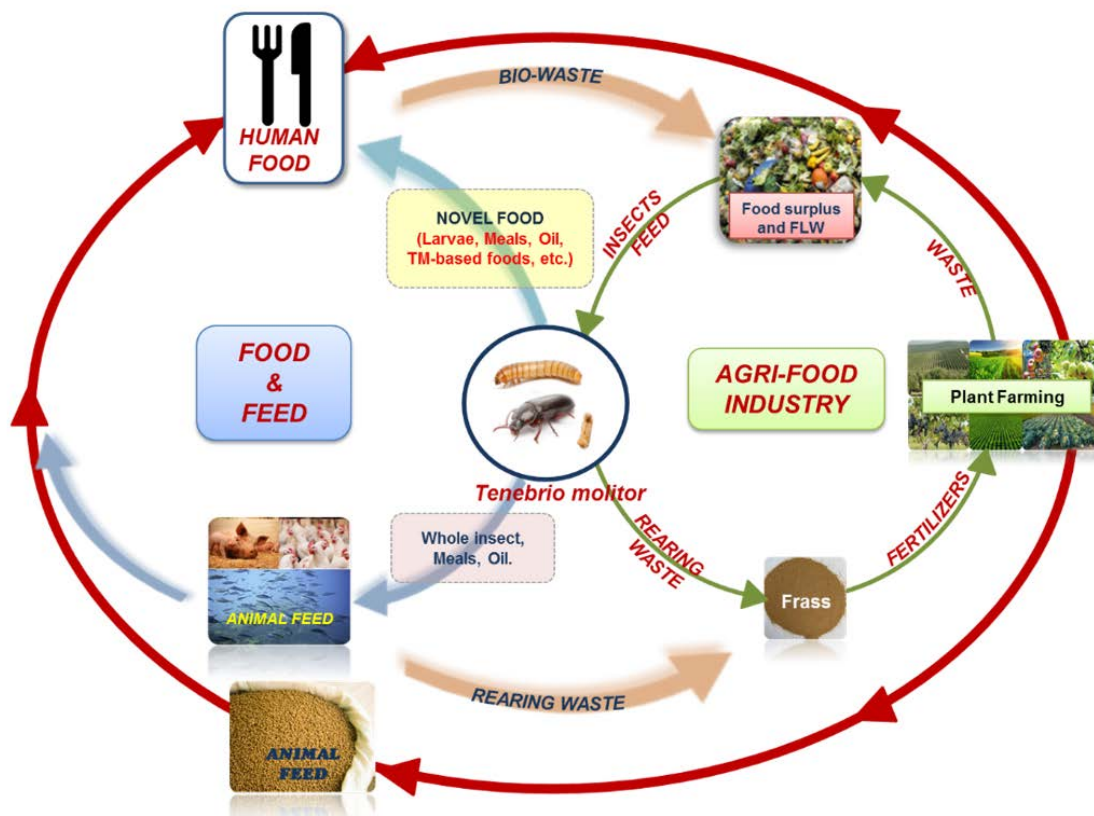 HUMAN
FOOD
BIO-WASTE
NOVEL FOOD
(Larvae, Meals, Oil,
TM-based foods, etc.)
INSECTS
FEED
Food surplus
and FLW
WASTE
FOOD
&
FEED
AGRI-FOOD
INDUSTRY
Plant Farming
Tenebrio molitor
Whole insect,
Meals, Oil.
REARING
WASTE
FERTILIZERS
Frass
ANIMAL FEED
REARING WASTE
ANIMAL
FEED